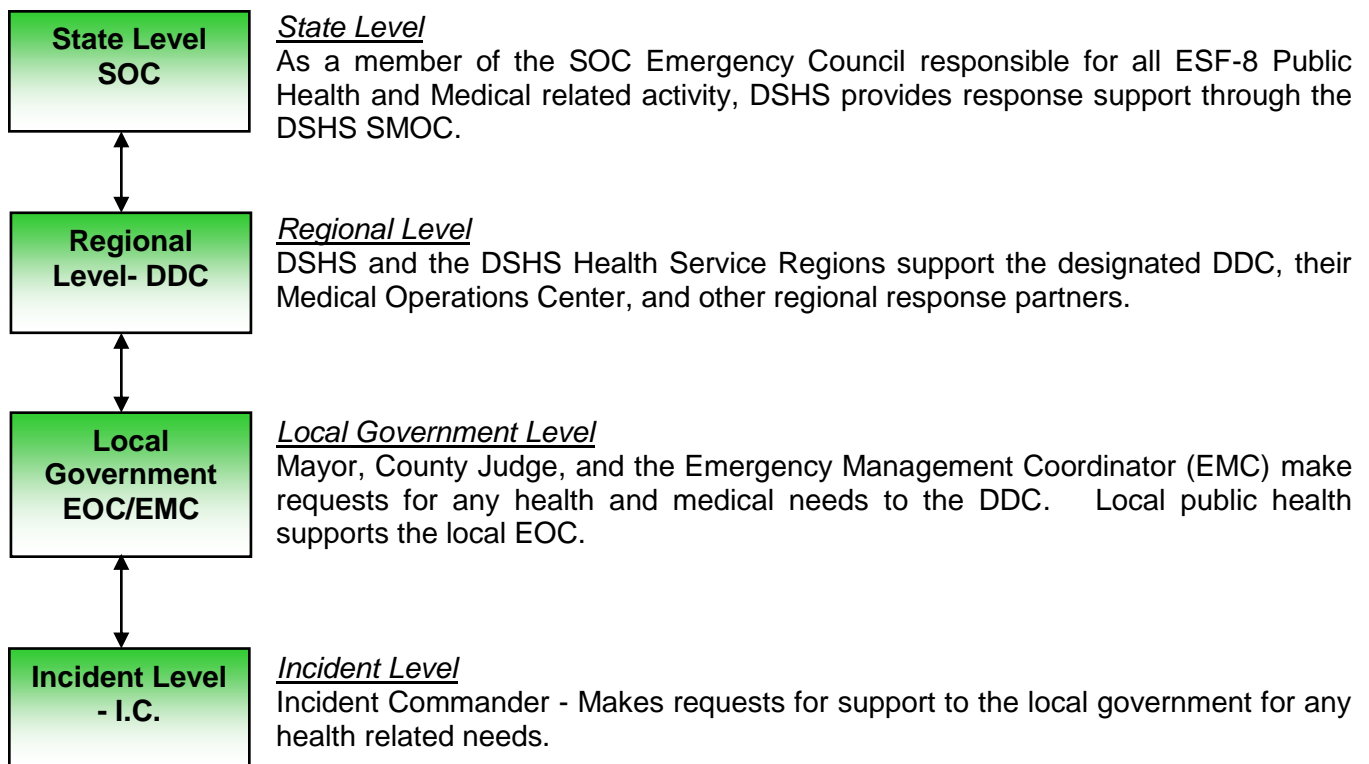 State Level
SOC
State Level
As a member of the SOC Emergency Council responsible for all ESF-8 Public
Health and Medical related activity, DSHS provides response support through the
DSHS SMOC.
Regional
Level- DDC
Regional Level
DSHS and the DSHS Health Service Regions support the designated DDC, their
Medical Operations Center, and other regional response partners.
Local
Government
EOC/EMC
Local Government Level
Mayor, County Judge, and the Emergency Management Coordinator (EMC) make
requests for any health and medical needs to the DDC. Local public health
supports the local EOC.
Incident Level
- I.C.
Incident Level
Incident Commander - Makes requests for support to the local government for any
health related needs.